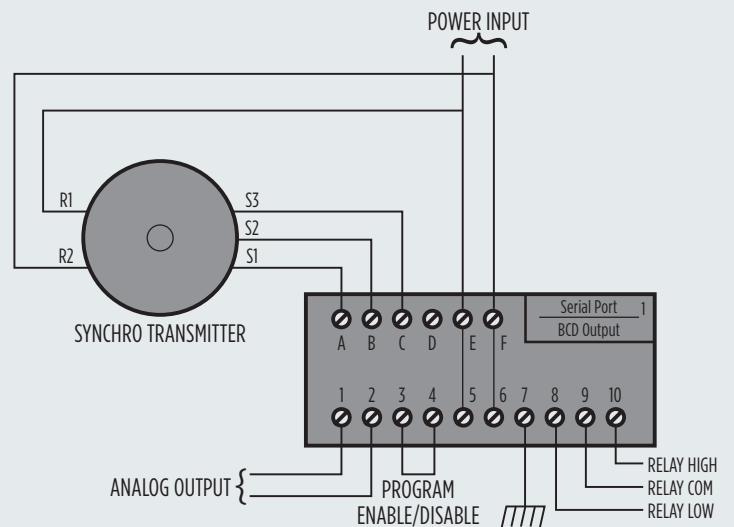 POWER INPUT
R1
S3
S2
R2
S1
SYNCHRO TRANSMITTER
Serial Port 1
BCD Output
A B C D E F
1 2 3 4 5 6 7 8 9 10
ANALOG OUTPUT
PROGRAM
ENABLE/DISABLE
RELAY HIGH
RELAY COM
RELAY LOW